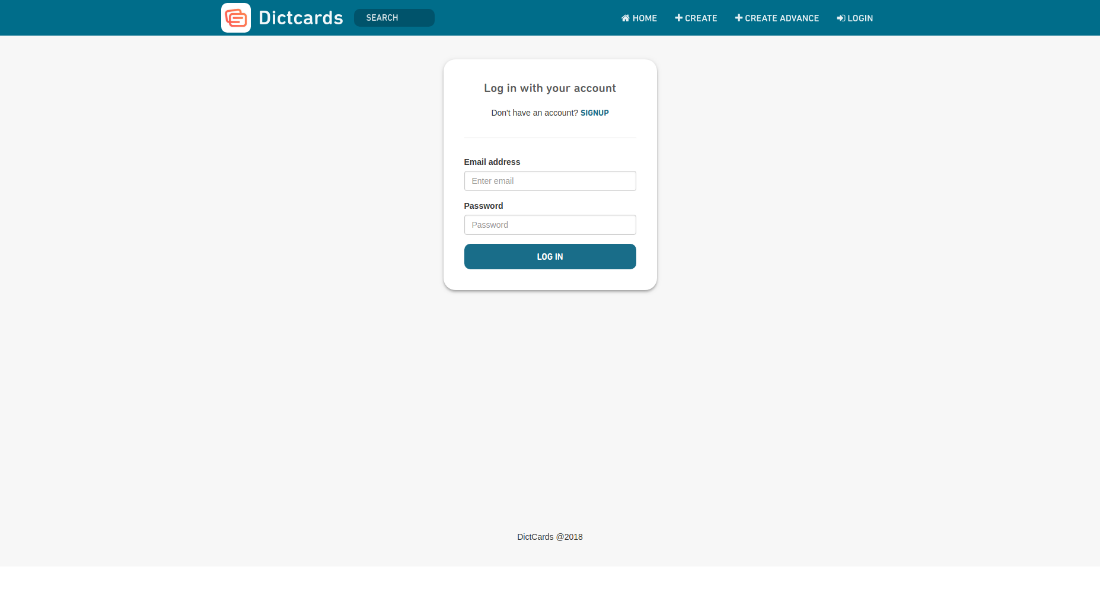 Dictcards SEARCH HOME CREATE CREATE ADVANCE LOGIN
Log in with your account
Don't have an account? SIGNUP
Email address
Enter email
Password
Password
LOG IN
DictCards @2018